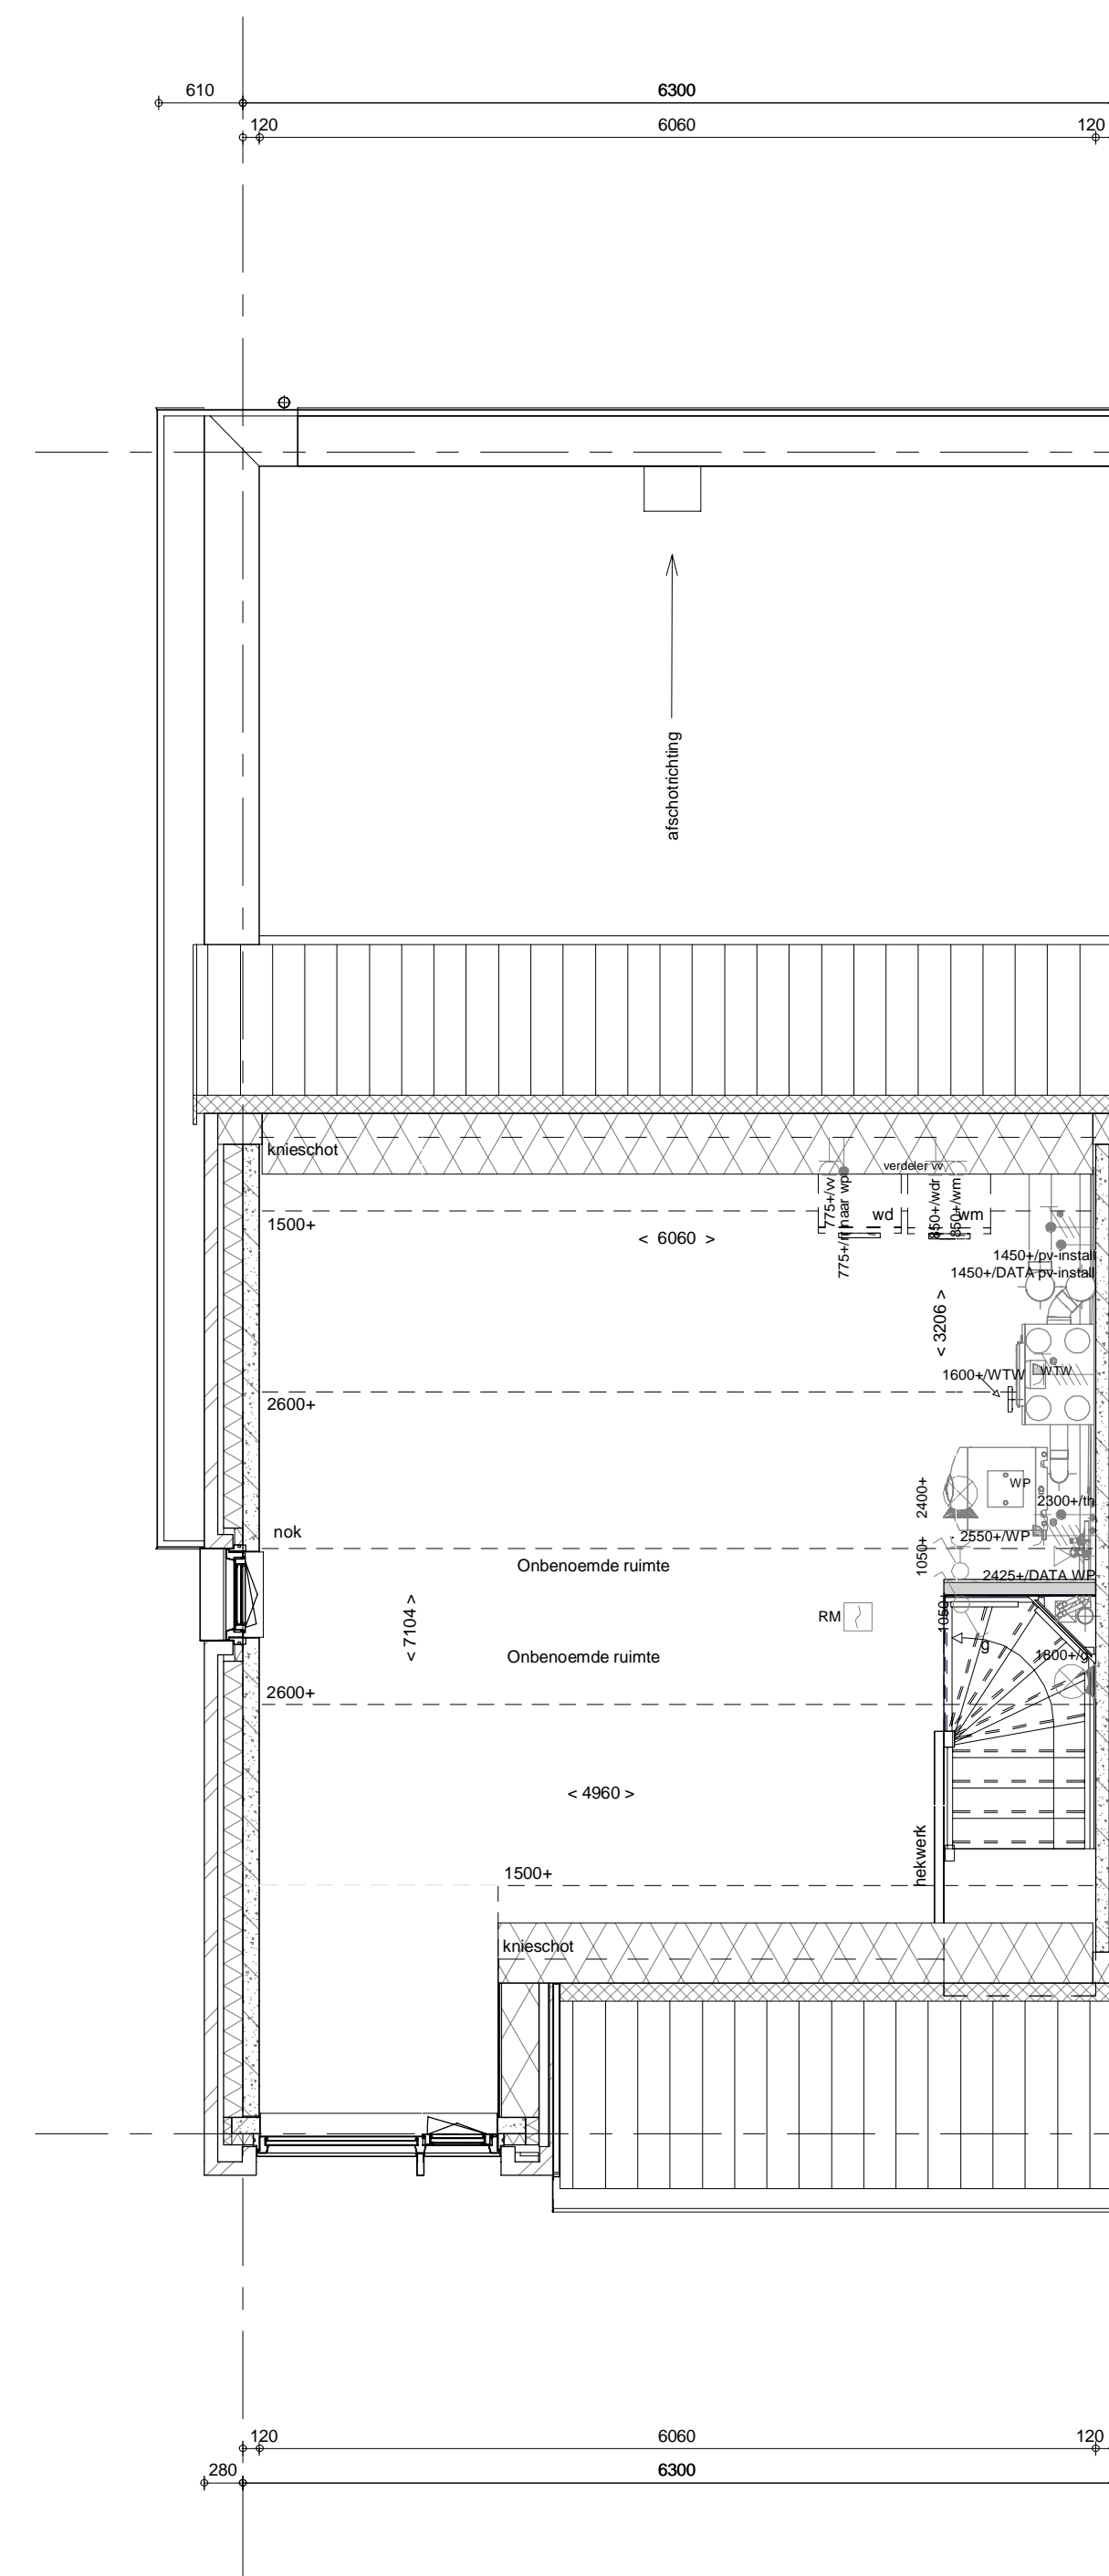 610
6300
120
6060
120
afschotrichting
knieschot
verdeler vv
775+/vv
775+/ri naar wp
wd
850+/wdr
850+/wm
wm
1500+
< 6060 >
1450+/pv-install
1450+/DATA pv-install
< 3206 >
1600+/WTW
WTW
2600+
WP
2400+
2300+/th
nok
2550+/WP
1050+
Onbenoemde ruimte
2425+/DATA WP
1050+
< 7104 >
RM
g
Onbenoemde ruimte
1800+/g
2600+
< 4960 >
hekwerk
1500+
knieschot
120
6060
120
280
6300